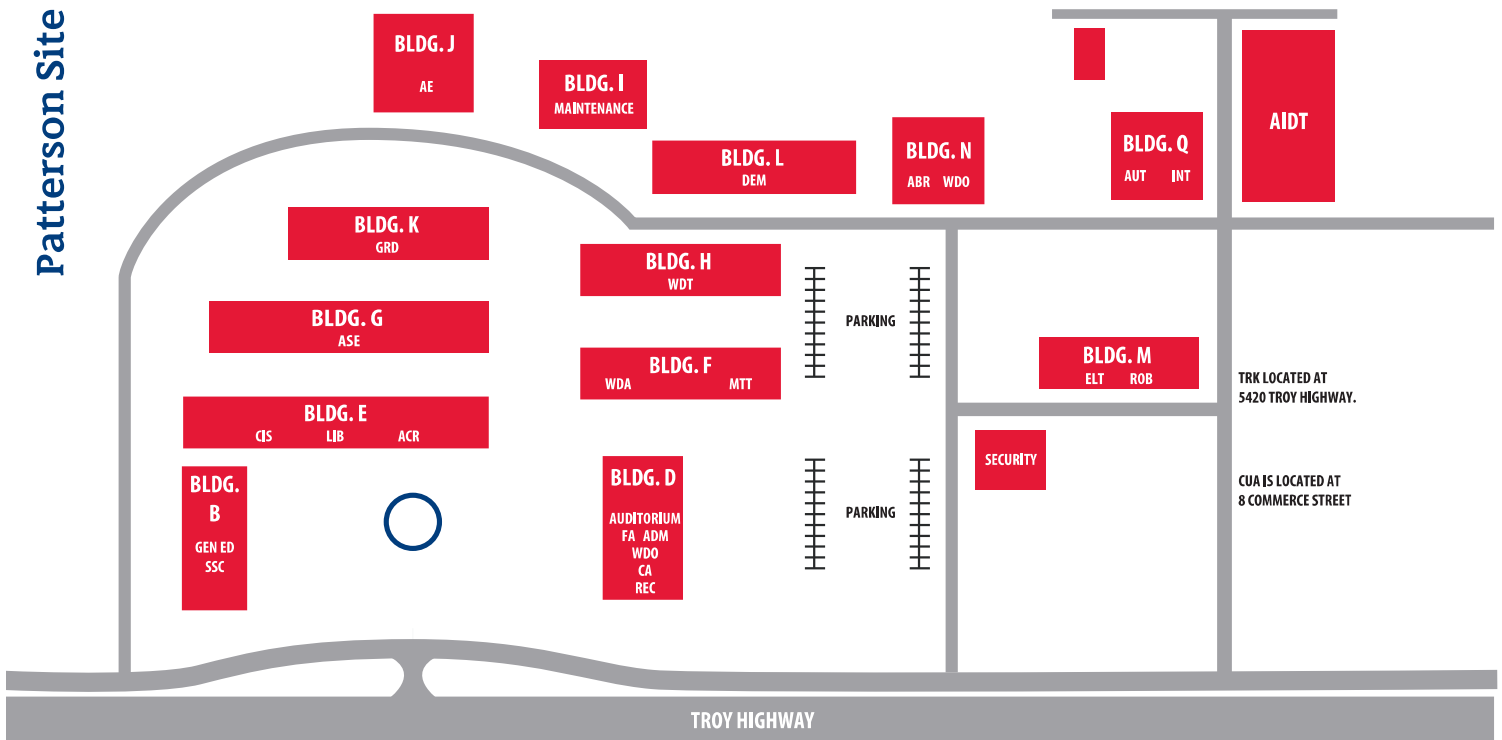 Patterson Site
BLDG. J
AE
BLDG. I
MAINTENANCE
BLDG. L
DEM
BLDG. N
ABR WDO
BLDG. Q
AUT INT
AIDT
BLDG. K
GRD
BLDG. H
WDT
BLDG. G
ASE
PARKING
BLDG. F
WDA MTT
BLDG. M
ELT ROB
TRK LOCATED AT
5420 TROY HIGHWAY.
BLDG. E
CIS LIB ACR
SECURITY
BLDG.
B
GEN ED
SSC
BLDG. D
AUDITORIUM
FA ADM
WDO
CA
REC
PARKING
CUA IS LOCATED AT
8 COMMERCE STREET
TROY HIGHWAY